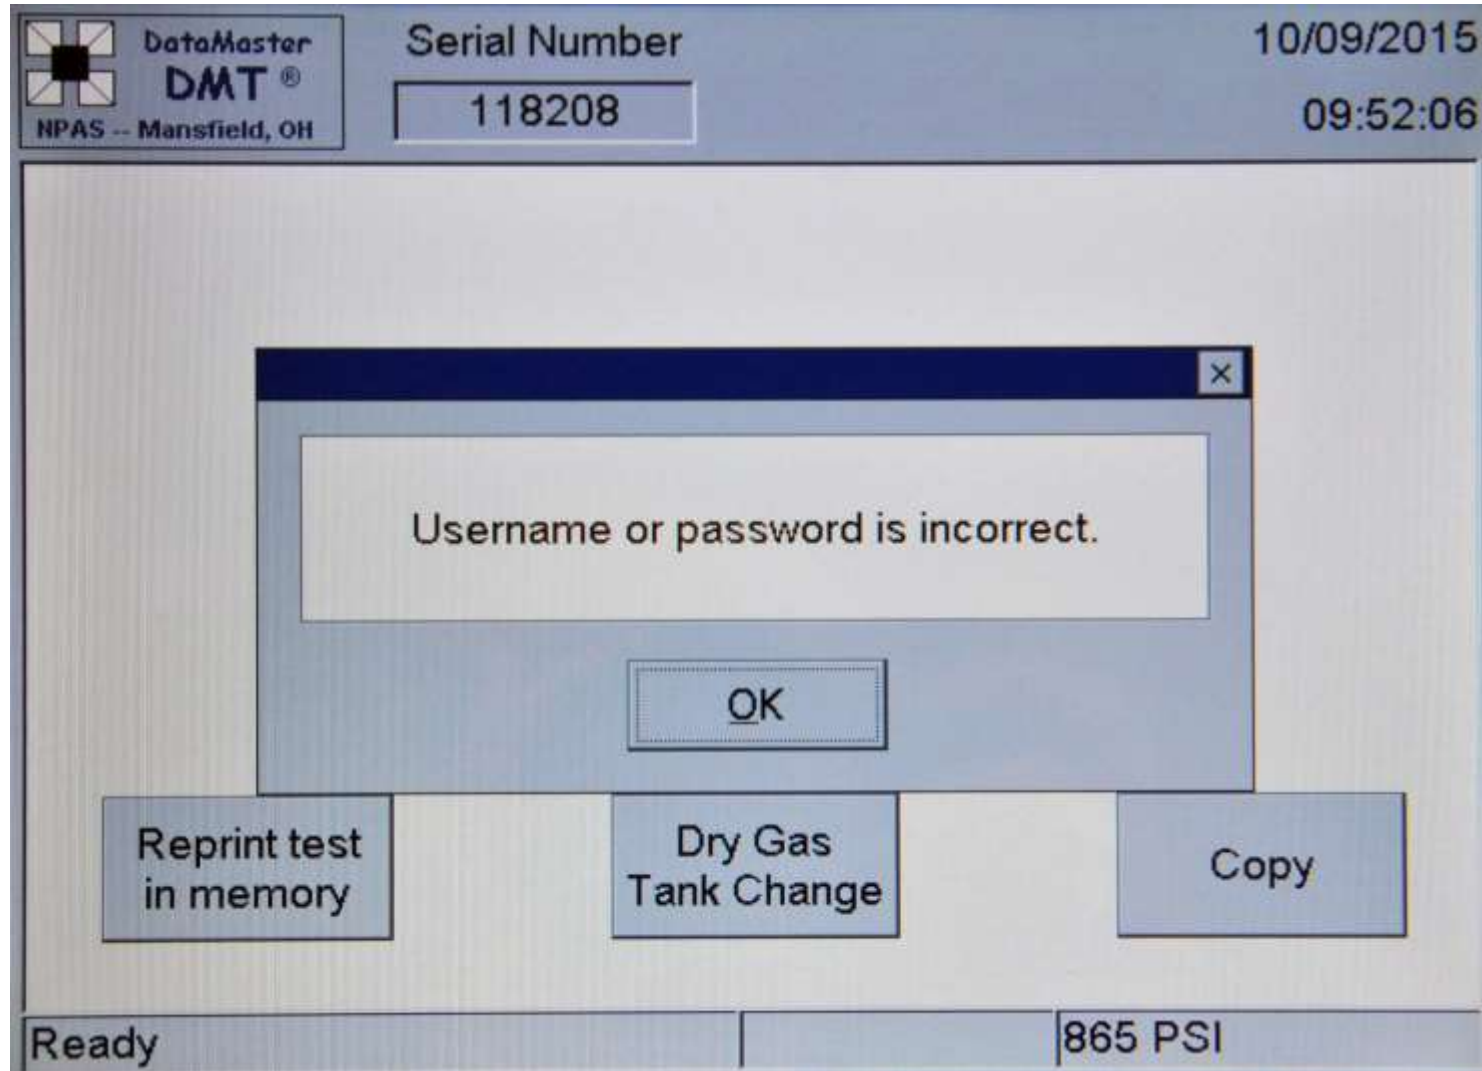 DataMaster
DMT ®
NPAS -- Mansfield, OH
Serial Number
118208
10/09/2015
09:52:06
Username or password is incorrect.
OK
Reprint test
in memory
Dry Gas
Tank Change
Copy
Ready
865 PSI